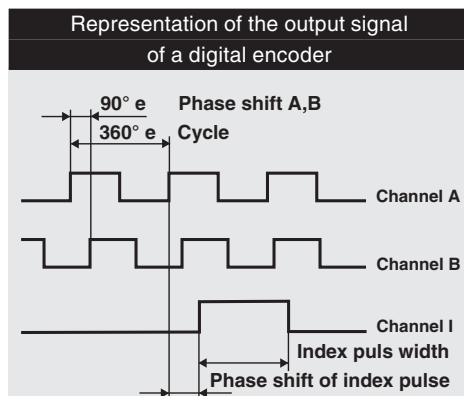 Representation of the output signal
of a digital encoder
90° e Phase shift A,B
360° e Cycle
Channel A
Channel B
Channel I
Index puls width
Phase shift of index pulse